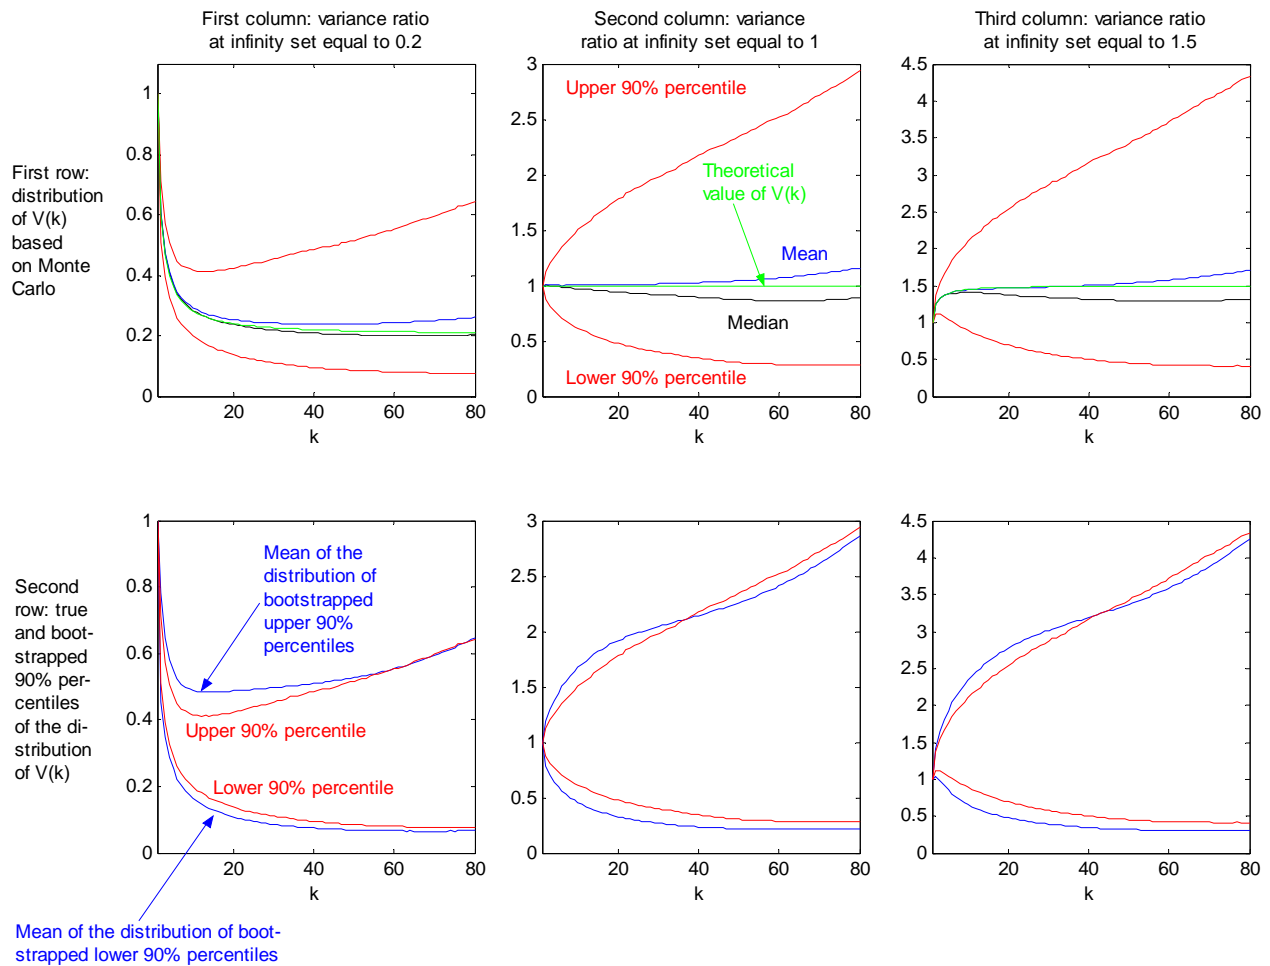 First column: variance ratio
at infinity set equal to 0.2
Second column: variance
ratio at infinity set equal to 1
Third column: variance ratio
at infinity set equal to 1.5
First row:
distribution
of V(k)
based
on Monte
Carlo
1
0.8
0.6
0.4
0.2
0
20
40
60
80
k
3
2.5
2
1.5
1
0.5
0
Upper 90% percentile
Theoretical
value of V(k)
Mean
Median
Lower 90% percentile
20
40
60
80
k
4.5
4
3.5
3
2.5
2
1.5
1
0.5
0
20
40
60
80
k
Second
row: true
and boot-
strapped
90% per-
centiles
of the di-
stribution
of V(k)
1
0.8
0.6
0.4
0.2
0
Mean of the
distribution of
bootstrapped
upper 90%
percentiles
Upper 90% percentile
Lower 90% percentile
20
40
60
80
k
Mean of the distribution of boot-
strapped lower 90% percentiles
3
2.5
2
1.5
1
0.5
0
20
40
60
80
k
4.5
4
3.5
3
2.5
2
1.5
1
0.5
0
20
40
60
80
k